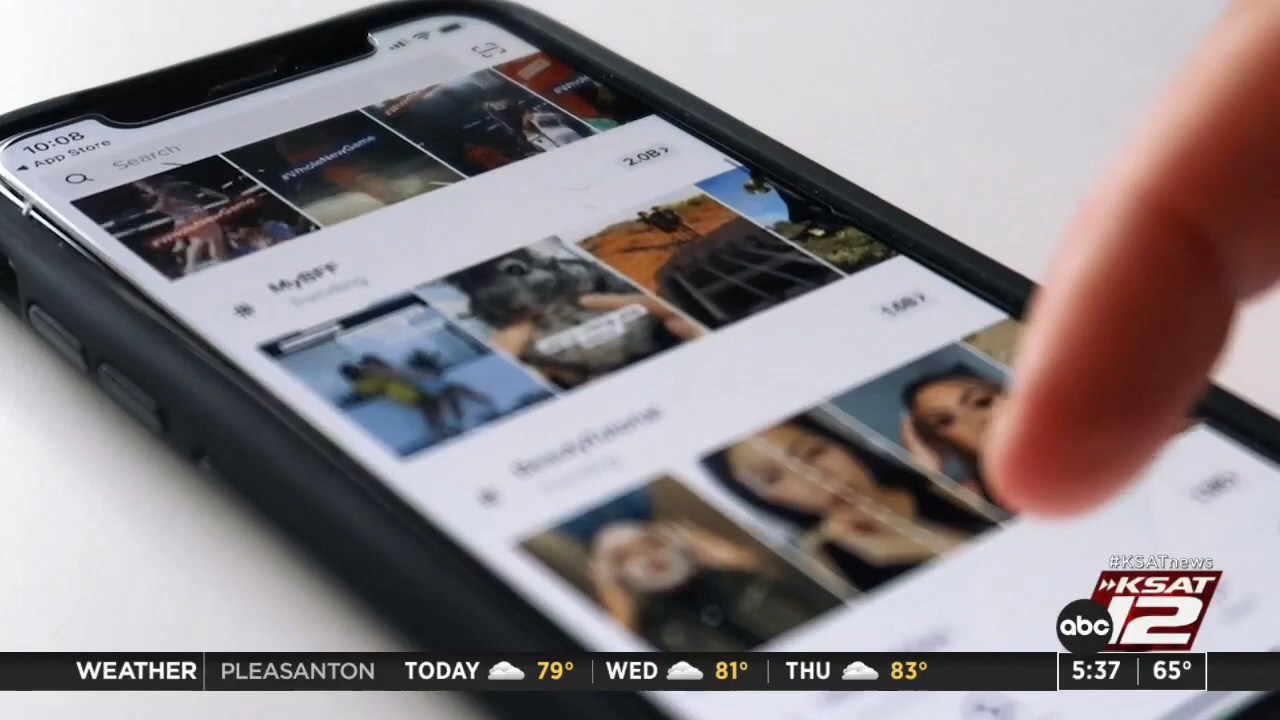 10:08
App Store
Search
#WholeNewGame
2.0B >
#
MyBFF
Trending
1.6B >
BeautyTutorial
#KSATnews
KSAT
abc 12
WEATHER PLEASANTON TODAY 79° WED 81° THU 83° 5:37 65°